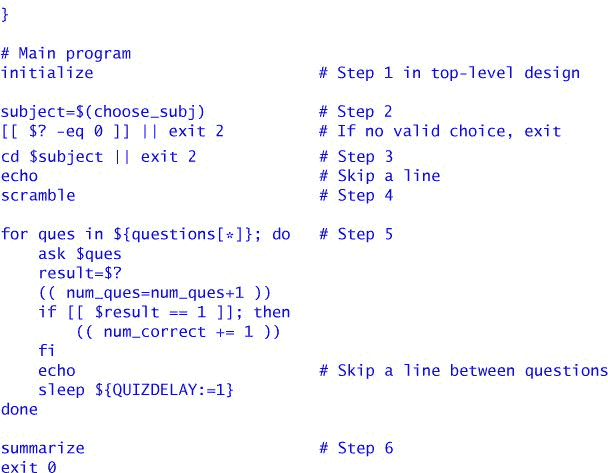 }
# Main program
initialize                        # Step 1 in top-level design
subject=$(choose_subj)            # Step 2
[[ $? -eq 0 ]] || exit 2          # If no valid choice, exit
cd $subject || exit 2             # Step 3
echo                              # Skip a line
scramble                          # Step 4
for ques in ${questions[*]}; do   # Step 5
    ask $ques
    result=$?
    (( num_ques=num_ques+1 ))
    if [[ $result == 1 ]]; then
        (( num_correct += 1 ))
    fi
    echo                          # Skip a line between questions
    sleep ${QUIZDELAY:=1}
done
summarize                         # Step 6
exit 0